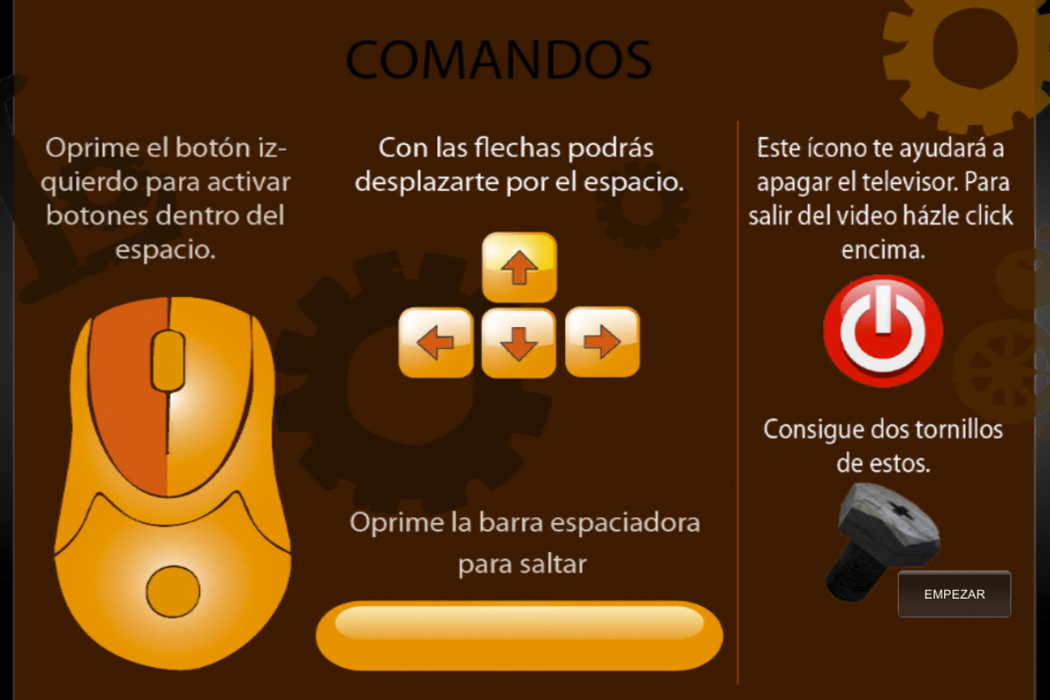 COMANDOS
Oprime el botón iz-
quierdo para activar
botones dentro del
espacio.
Con las flechas podrás
desplazarte por el espacio.
Oprime la barra espaciadora
para saltar
Este ícono te ayudará a
apagar el televisor. Para
salir del video házle click
encima.
Consigue dos tornillos
de estos.
EMPEZAR